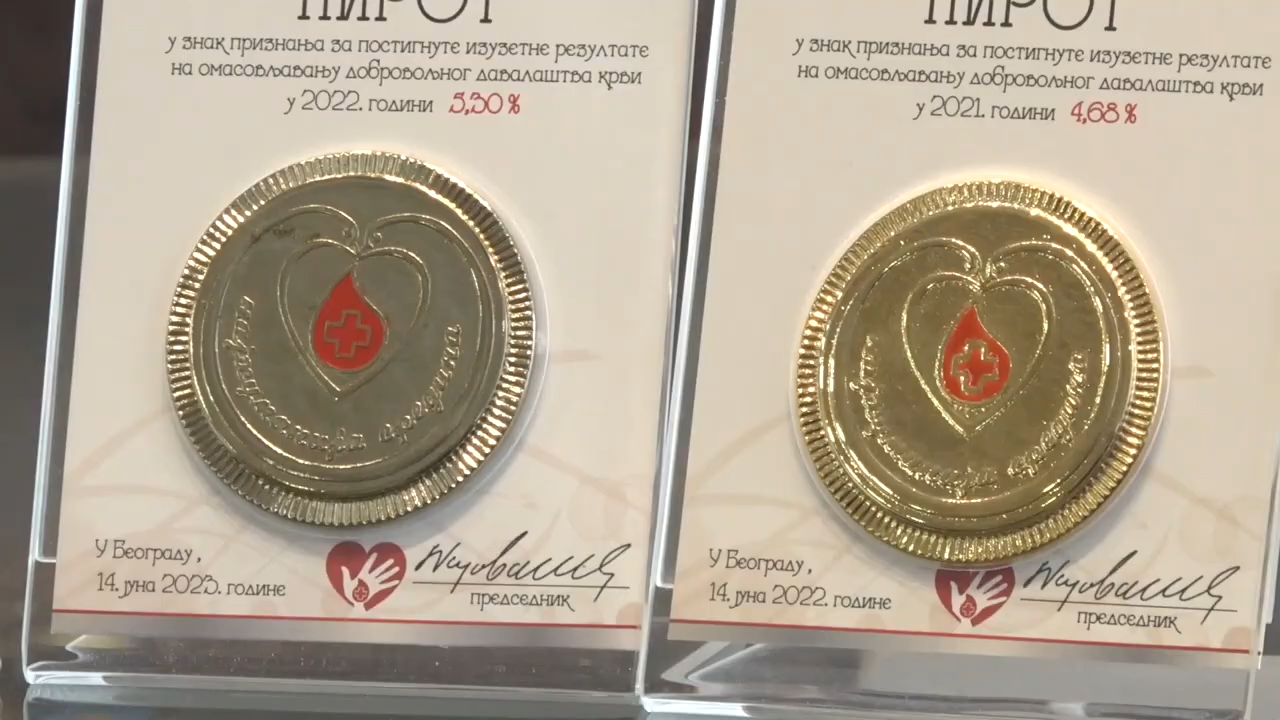 ПИРОТ
у знак признања за постигнуте изузетне резултате
на омасовљавању добровољног давалаштва крви
у 2022. години 5,30 %
У Београду,
14. јуна 2023. године
председник
ПИРОТ
у знак признања за постигнуте изузетне резултате
на омасовљавању добровољног давалаштва крви
у 2021. години 4,68 %
У Београду,
14. јуна 2022. године
председник